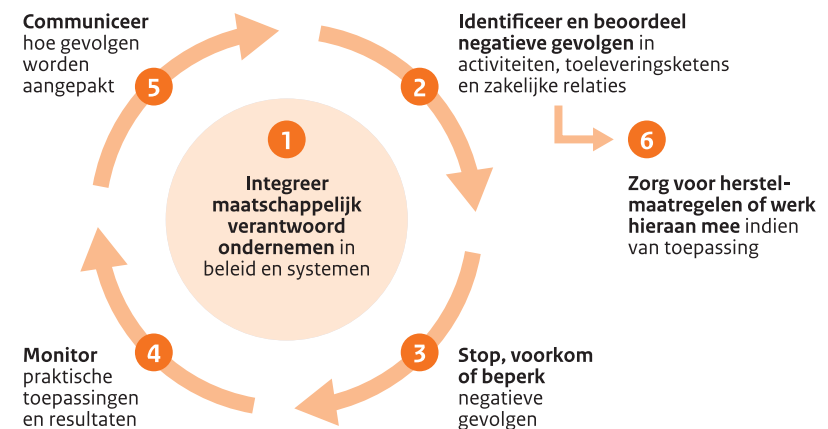 1
Integreer
maatschappelijk
verantwoord
ondernemen in
beleid en systemen
2
Identificeer en beoordeel
negatieve gevolgen in
activiteiten, toeleveringsketens
en zakelijke relaties
3
Stop, voorkom
of beperk
negatieve
gevolgen
4
Monitor
praktische
toepassingen
en resultaten
5
Communiceer
hoe gevolgen
worden
aangepakt
6
Zorg voor herstel-
maatregelen of werk
hieraan mee indien
van toepassing